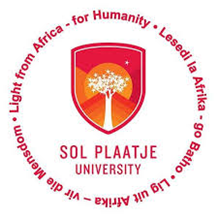 • Light from Africa - for Humanity • Lesedi la Afrika - go Batho • Lig uit Afrika – vir die Mensdom
SOL PLAATJE
UNIVERSITY